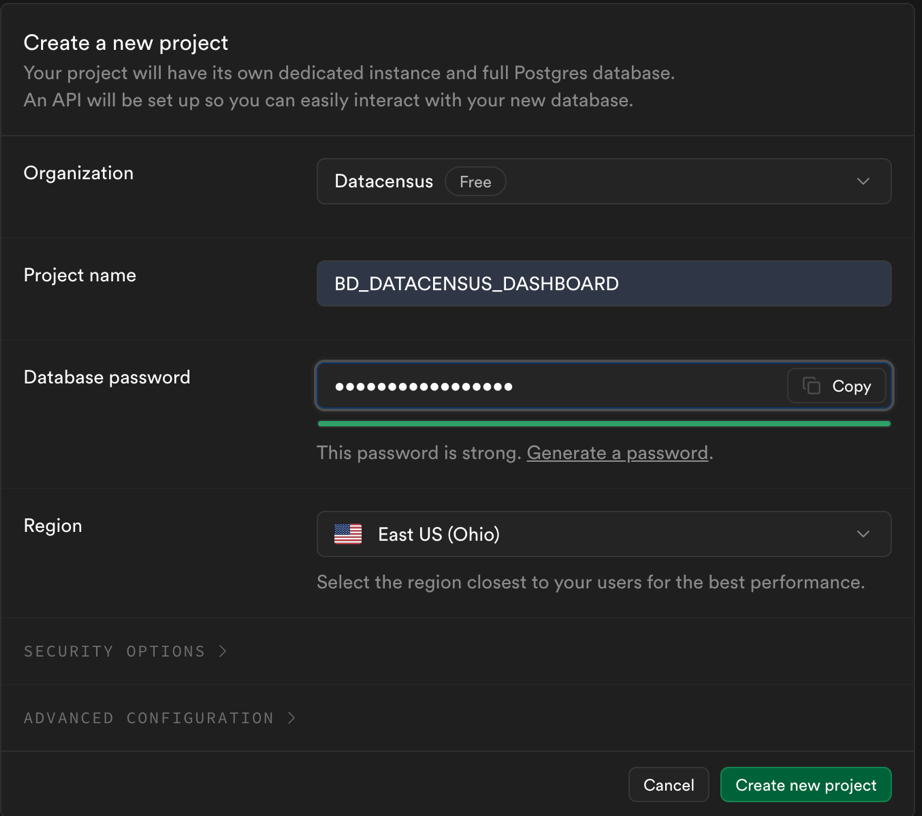 Create a new project
Your project will have its own dedicated instance and full Postgres database.
An API will be set up so you can easily interact with your new database.
Organization
Datacensus Free
Project name
BD_DATACENSUS_DASHBOARD
Database password
•••••••••••••••••
Copy
This password is strong. Generate a password.
Region
East US (Ohio)
Select the region closest to your users for the best performance.
SECURITY OPTIONS >
ADVANCED CONFIGURATION >
Cancel
Create new project